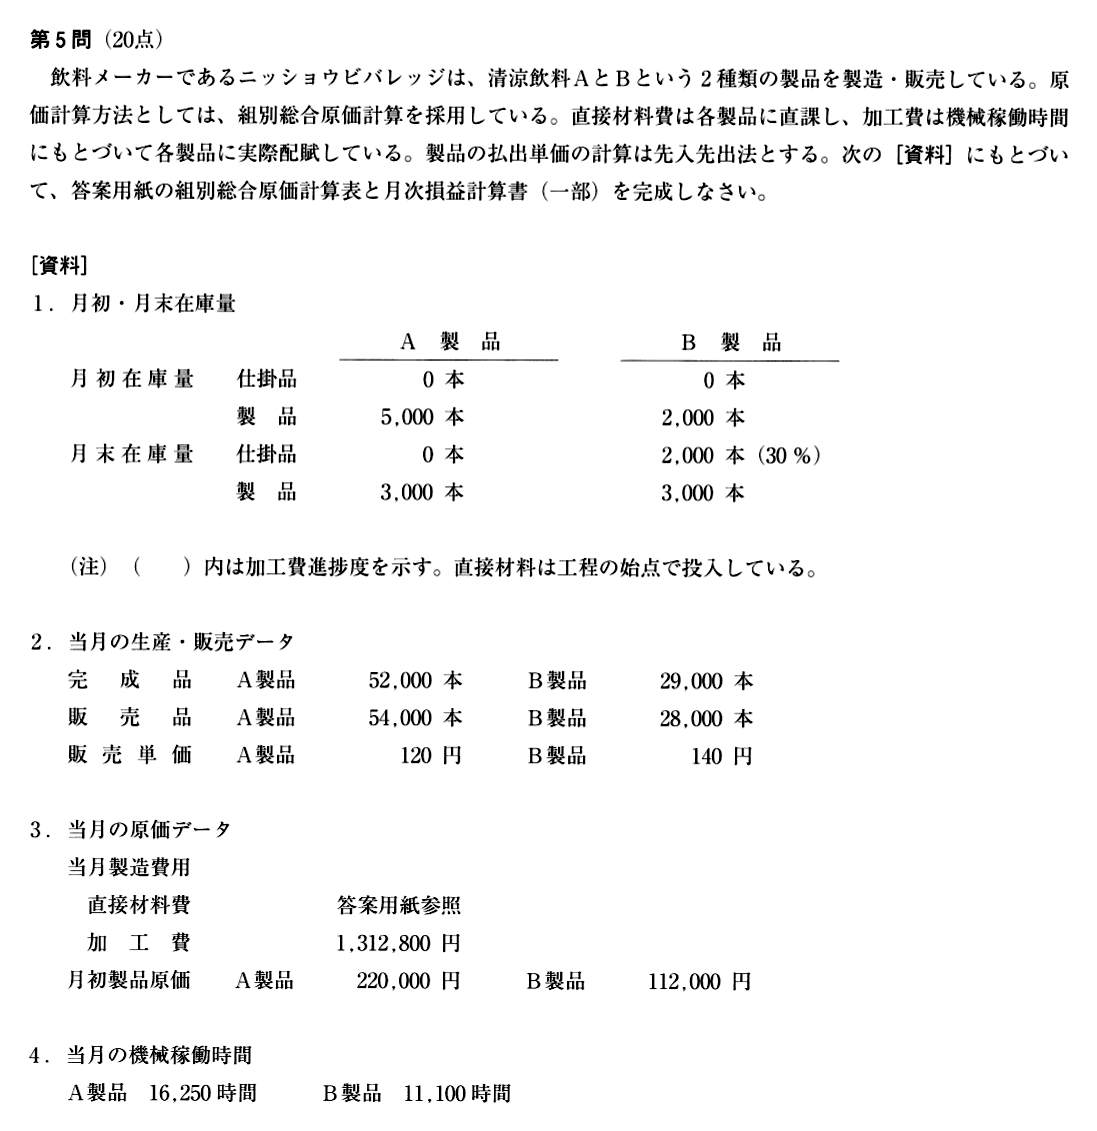 第5問（20点）
飲料メーカーであるニッショウビバレッジは、清涼飲料AとBという2種類の製品を製造・販売している。原
価計算方法としては、組別総合原価計算を採用している。直接材料費は各製品に直課し、加工費は機械稼働時間
にもとづいて各製品に実際配賦している。製品の払出単価の計算は先入先出法とする。次の［資料］にもとづい
て、答案用紙の組別総合原価計算表と月次損益計算書（一部）を完成しなさい。
［資料］
1．月初・月末在庫量
A 製 品　B 製 品
月初在庫量　仕掛品　0 本　0 本
製 品　5,000 本　2,000 本
月末在庫量　仕掛品　0 本　2,000 本（30％）
製 品　3,000 本　3,000 本
（注）（　　）内は加工費進捗度を示す。直接材料は工程の始点で投入している。
2．当月の生産・販売データ
完 成 品　A製品　52,000 本　B製品　29,000 本
販 売 品　A製品　54,000 本　B製品　28,000 本
販 売 単 価　A製品　120 円　B製品　140 円
3．当月の原価データ
当月製造費用
直接材料費　答案用紙参照
加 工 費　1,312,800 円
月初製品原価　A製品　220,000 円　B製品　112,000 円
4．当月の機械稼働時間
A製品　16,250時間　B製品　11,100時間